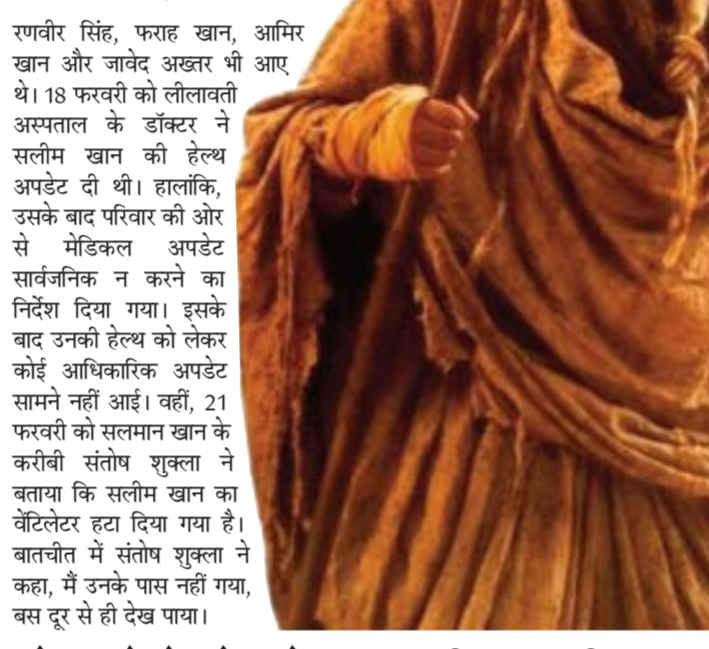 रणवीर सिंह, फराह खान, आमिर
खान और जावेद अख्तर भी आए
थे। 18 फरवरी को लीलावती
अस्पताल के डॉक्टर ने
सलीम खान की हेल्थ
अपडेट दी थी। हालांकि,
उसके बाद परिवार की ओर
से मेडिकल अपडेट
सार्वजनिक न करने का
निर्देश दिया गया। इसके
बाद उनकी हेल्थ को लेकर
कोई आधिकारिक अपडेट
सामने नहीं आई। वहीं, 21
फरवरी को सलमान खान के
करीबी संतोष शुक्ला ने
बताया कि सलीम खान का
वेंटिलेटर हटा दिया गया है।
बातचीत में संतोष शुक्ला ने
कहा, मैं उनके पास नहीं गया,
बस दूर से ही देख पाया।